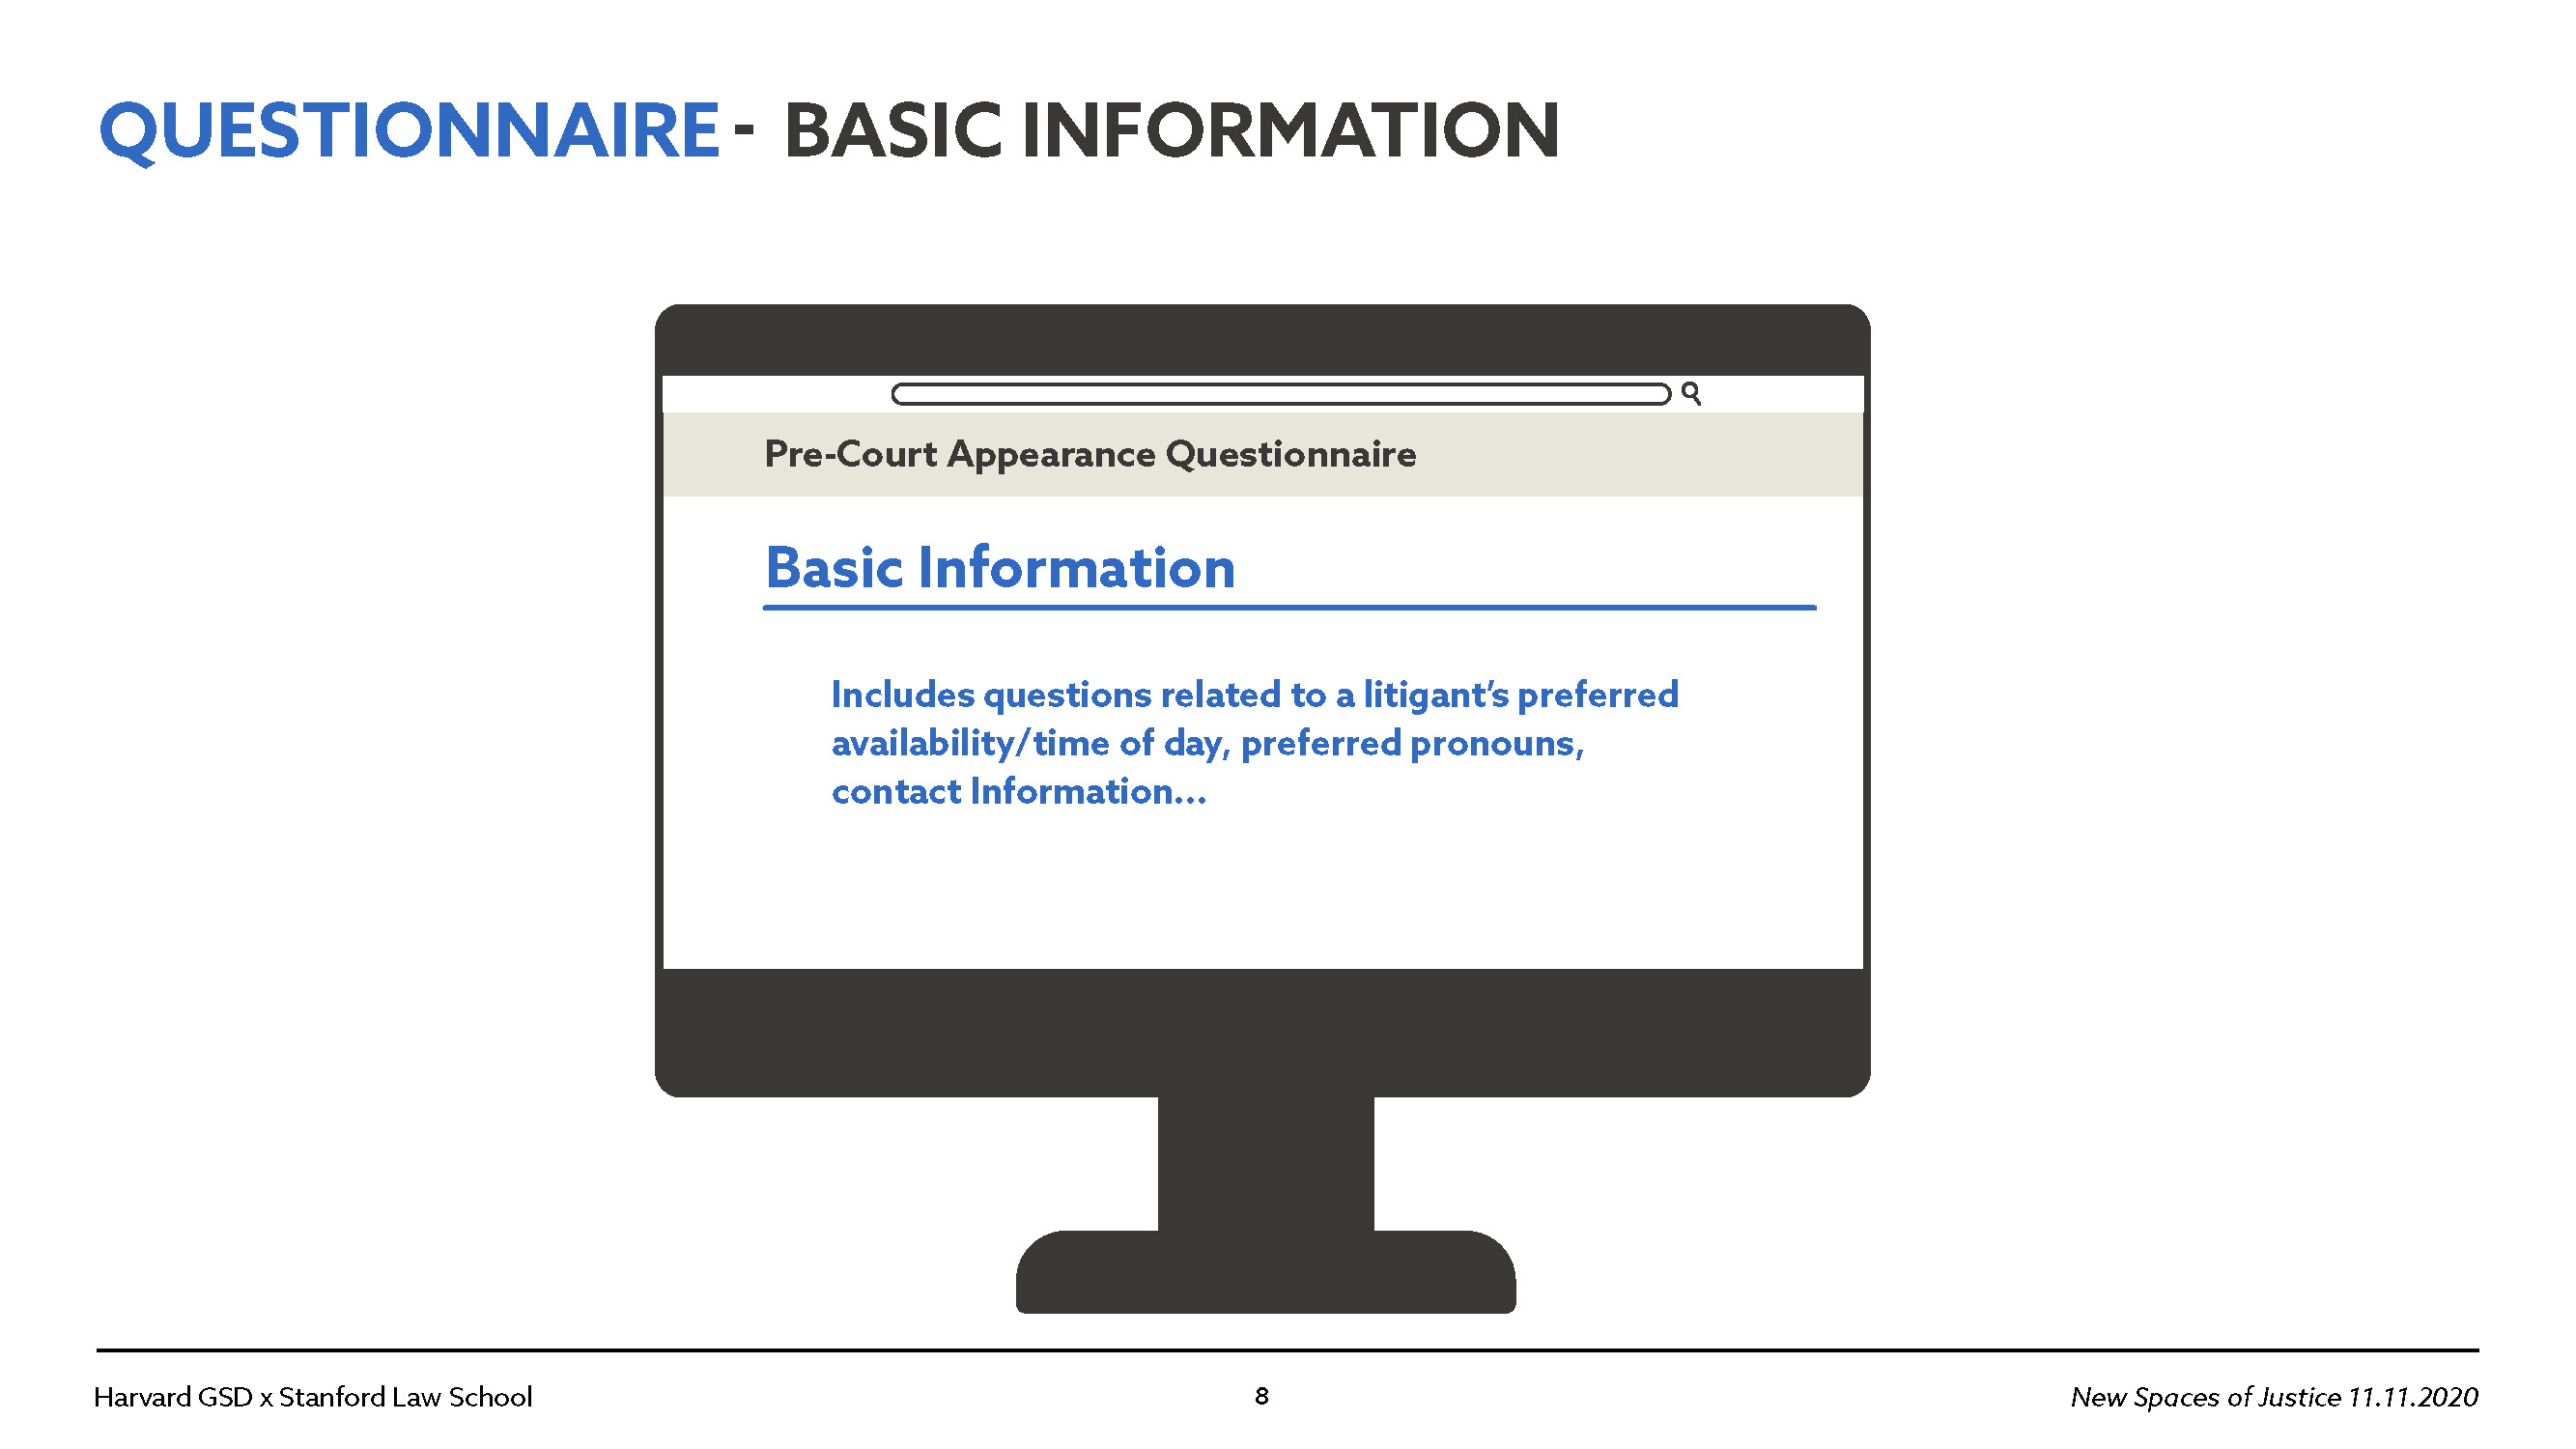 QUESTIONNAIRE - BASIC INFORMATION
Pre-Court Appearance Questionnaire
Basic Information
Includes questions related to a litigant’s preferred
availability/time of day, preferred pronouns,
contact Information...
Harvard GSD x Stanford Law School
8
New Spaces of Justice 11.11.2020